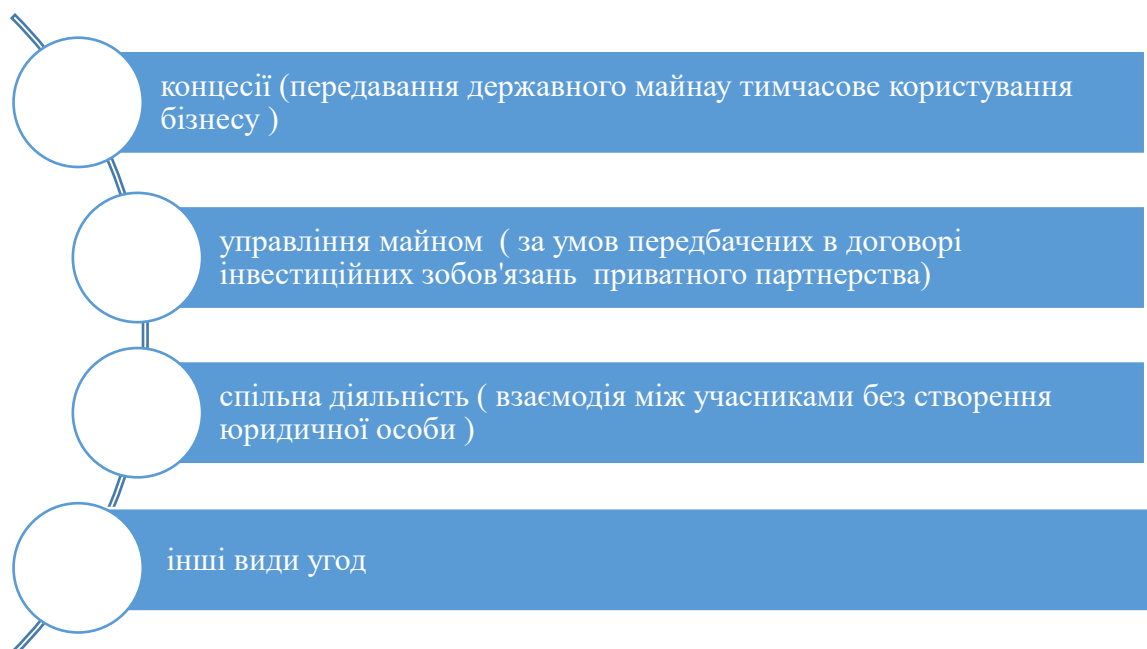 концесії (передавання державного майнау тимчасове користування
бізнесу )
управління майном ( за умов передбачених в договорі
інвестиційних зобов'язань приватного партнерства)
спільна діяльність ( взаємодія між учасниками без створення
юридичної особи )
інші види угод